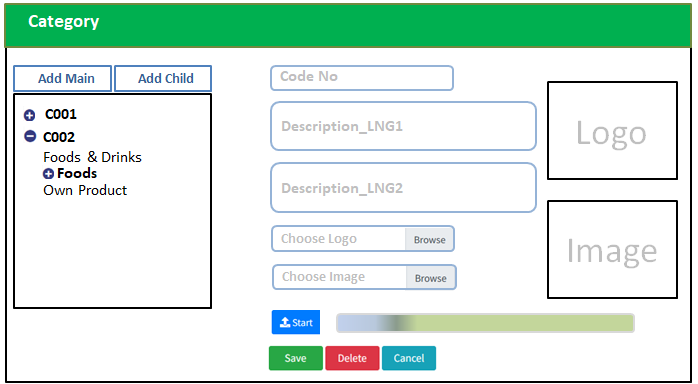 Category
Add Main
Add Child
C001
C002
Foods & Drinks
Foods
Own Product
Code No
Description_LNG1
Description_LNG2
Choose Logo
Browse
Choose Image
Browse
Start
Save
Delete
Cancel
Logo
Image